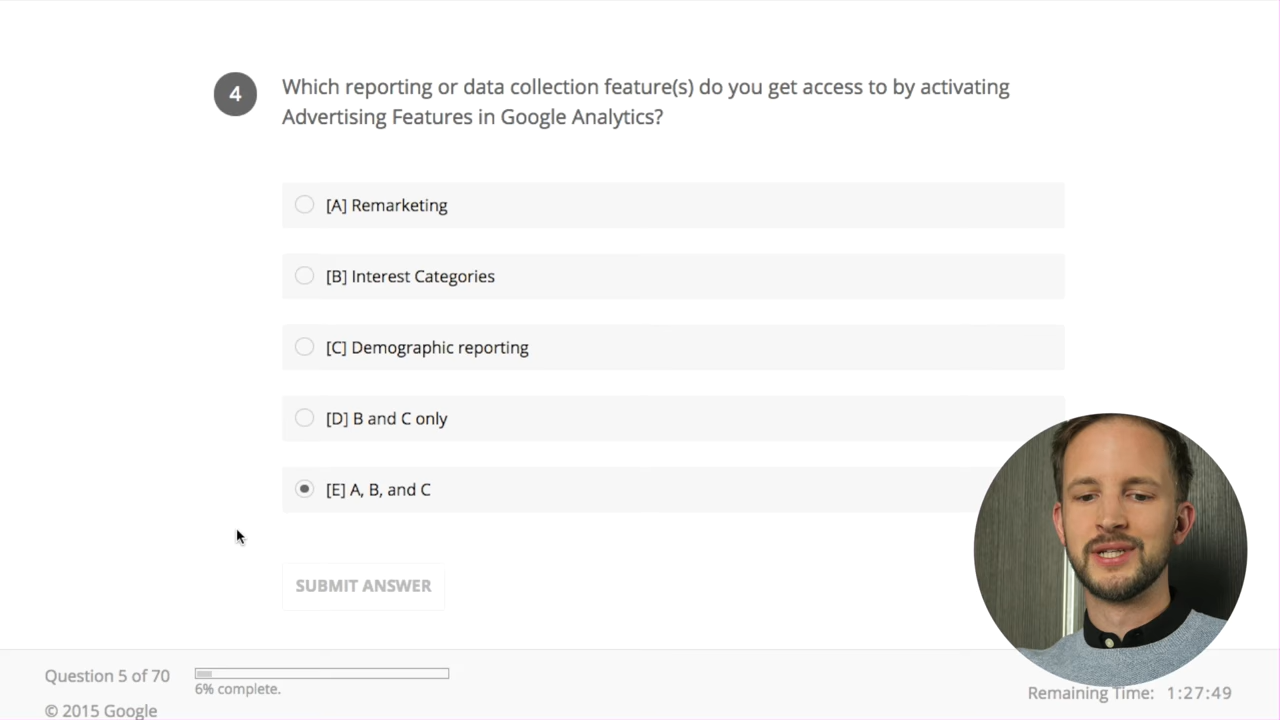 4
Which reporting or data collection feature(s) do you get access to by activating
Advertising Features in Google Analytics?
[A] Remarketing
[B] Interest Categories
[C] Demographic reporting
[D] B and C only
[E] A, B, and C
SUBMIT ANSWER
Question 5 of 70
6% complete.
Remaining Time: 1:27:49
© 2015 Google